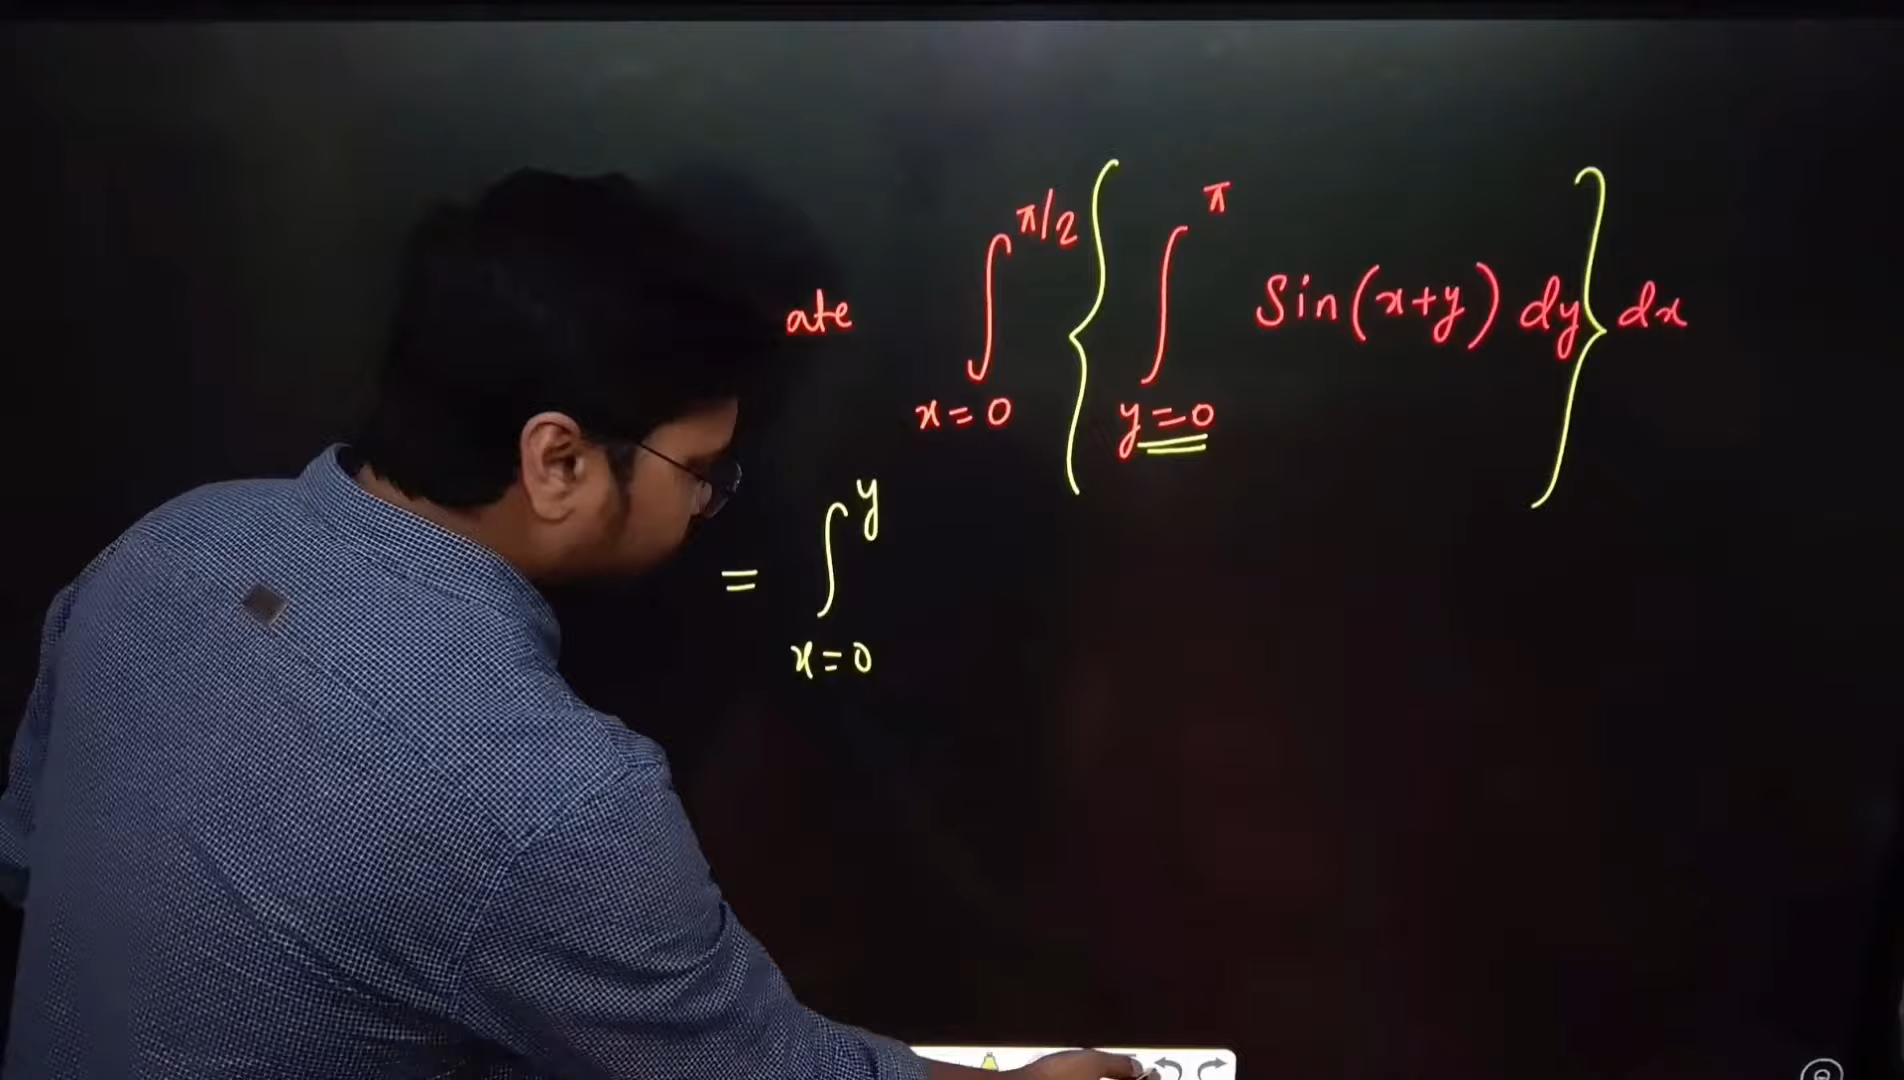 ate ∫_{x=0}^{π/2} { ∫_{y=0}^{π} Sin(x+y) dy } dx
= ∫_{x=0}^{y}